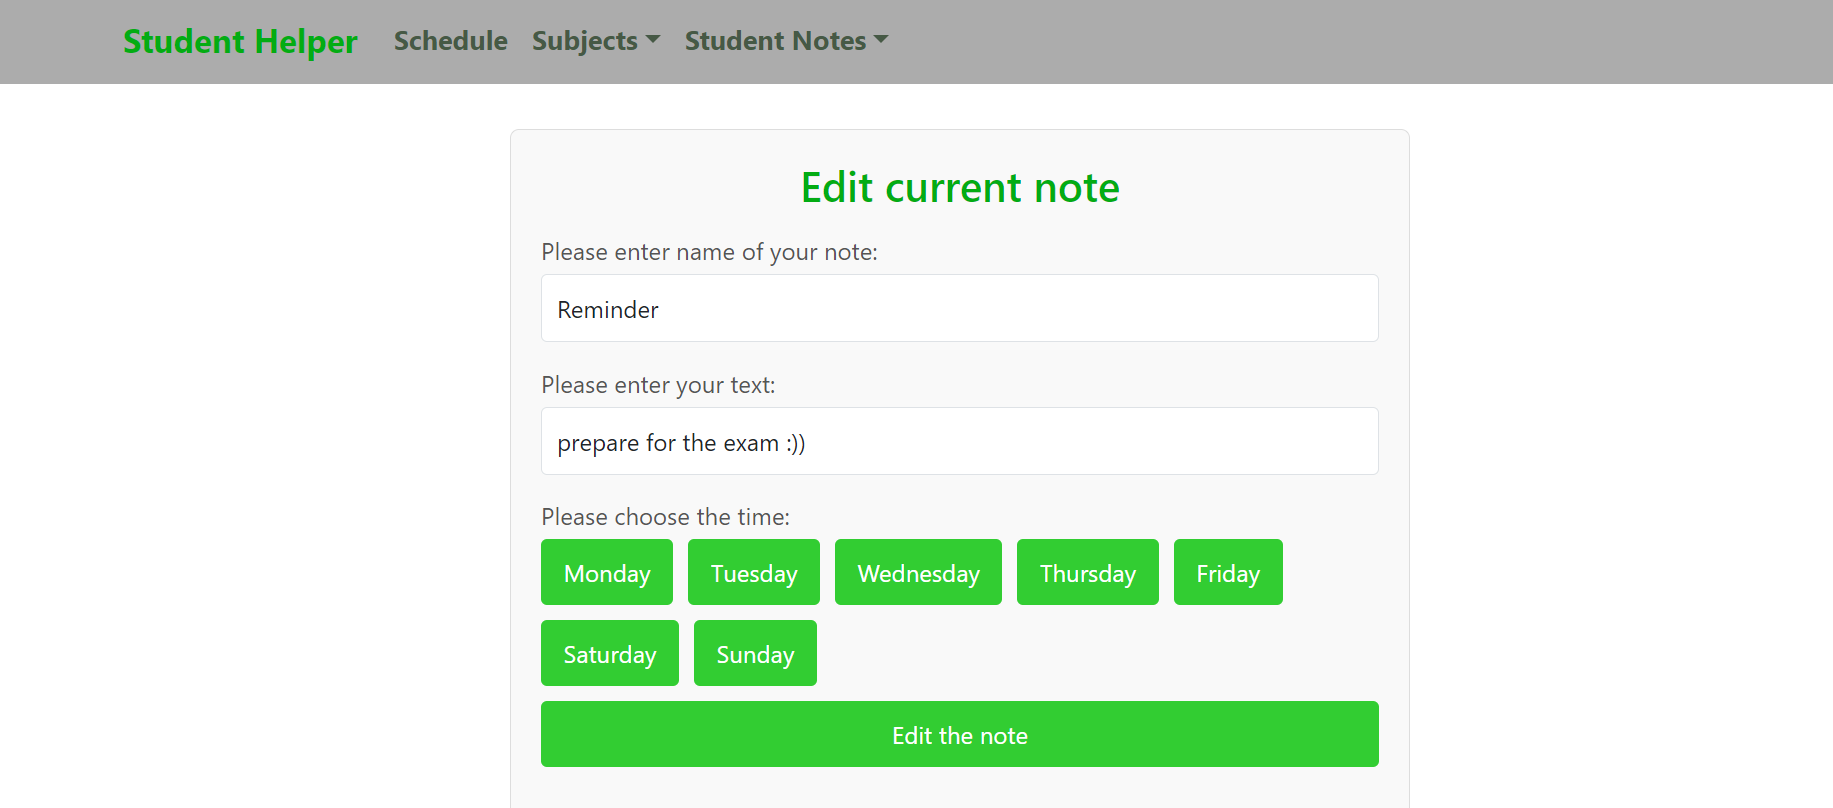 Student Helper Schedule Subjects Student Notes
Edit current note
Please enter name of your note:
Reminder
Please enter your text:
prepare for the exam :))
Please choose the time:
Monday Tuesday Wednesday Thursday Friday
Saturday Sunday
Edit the note